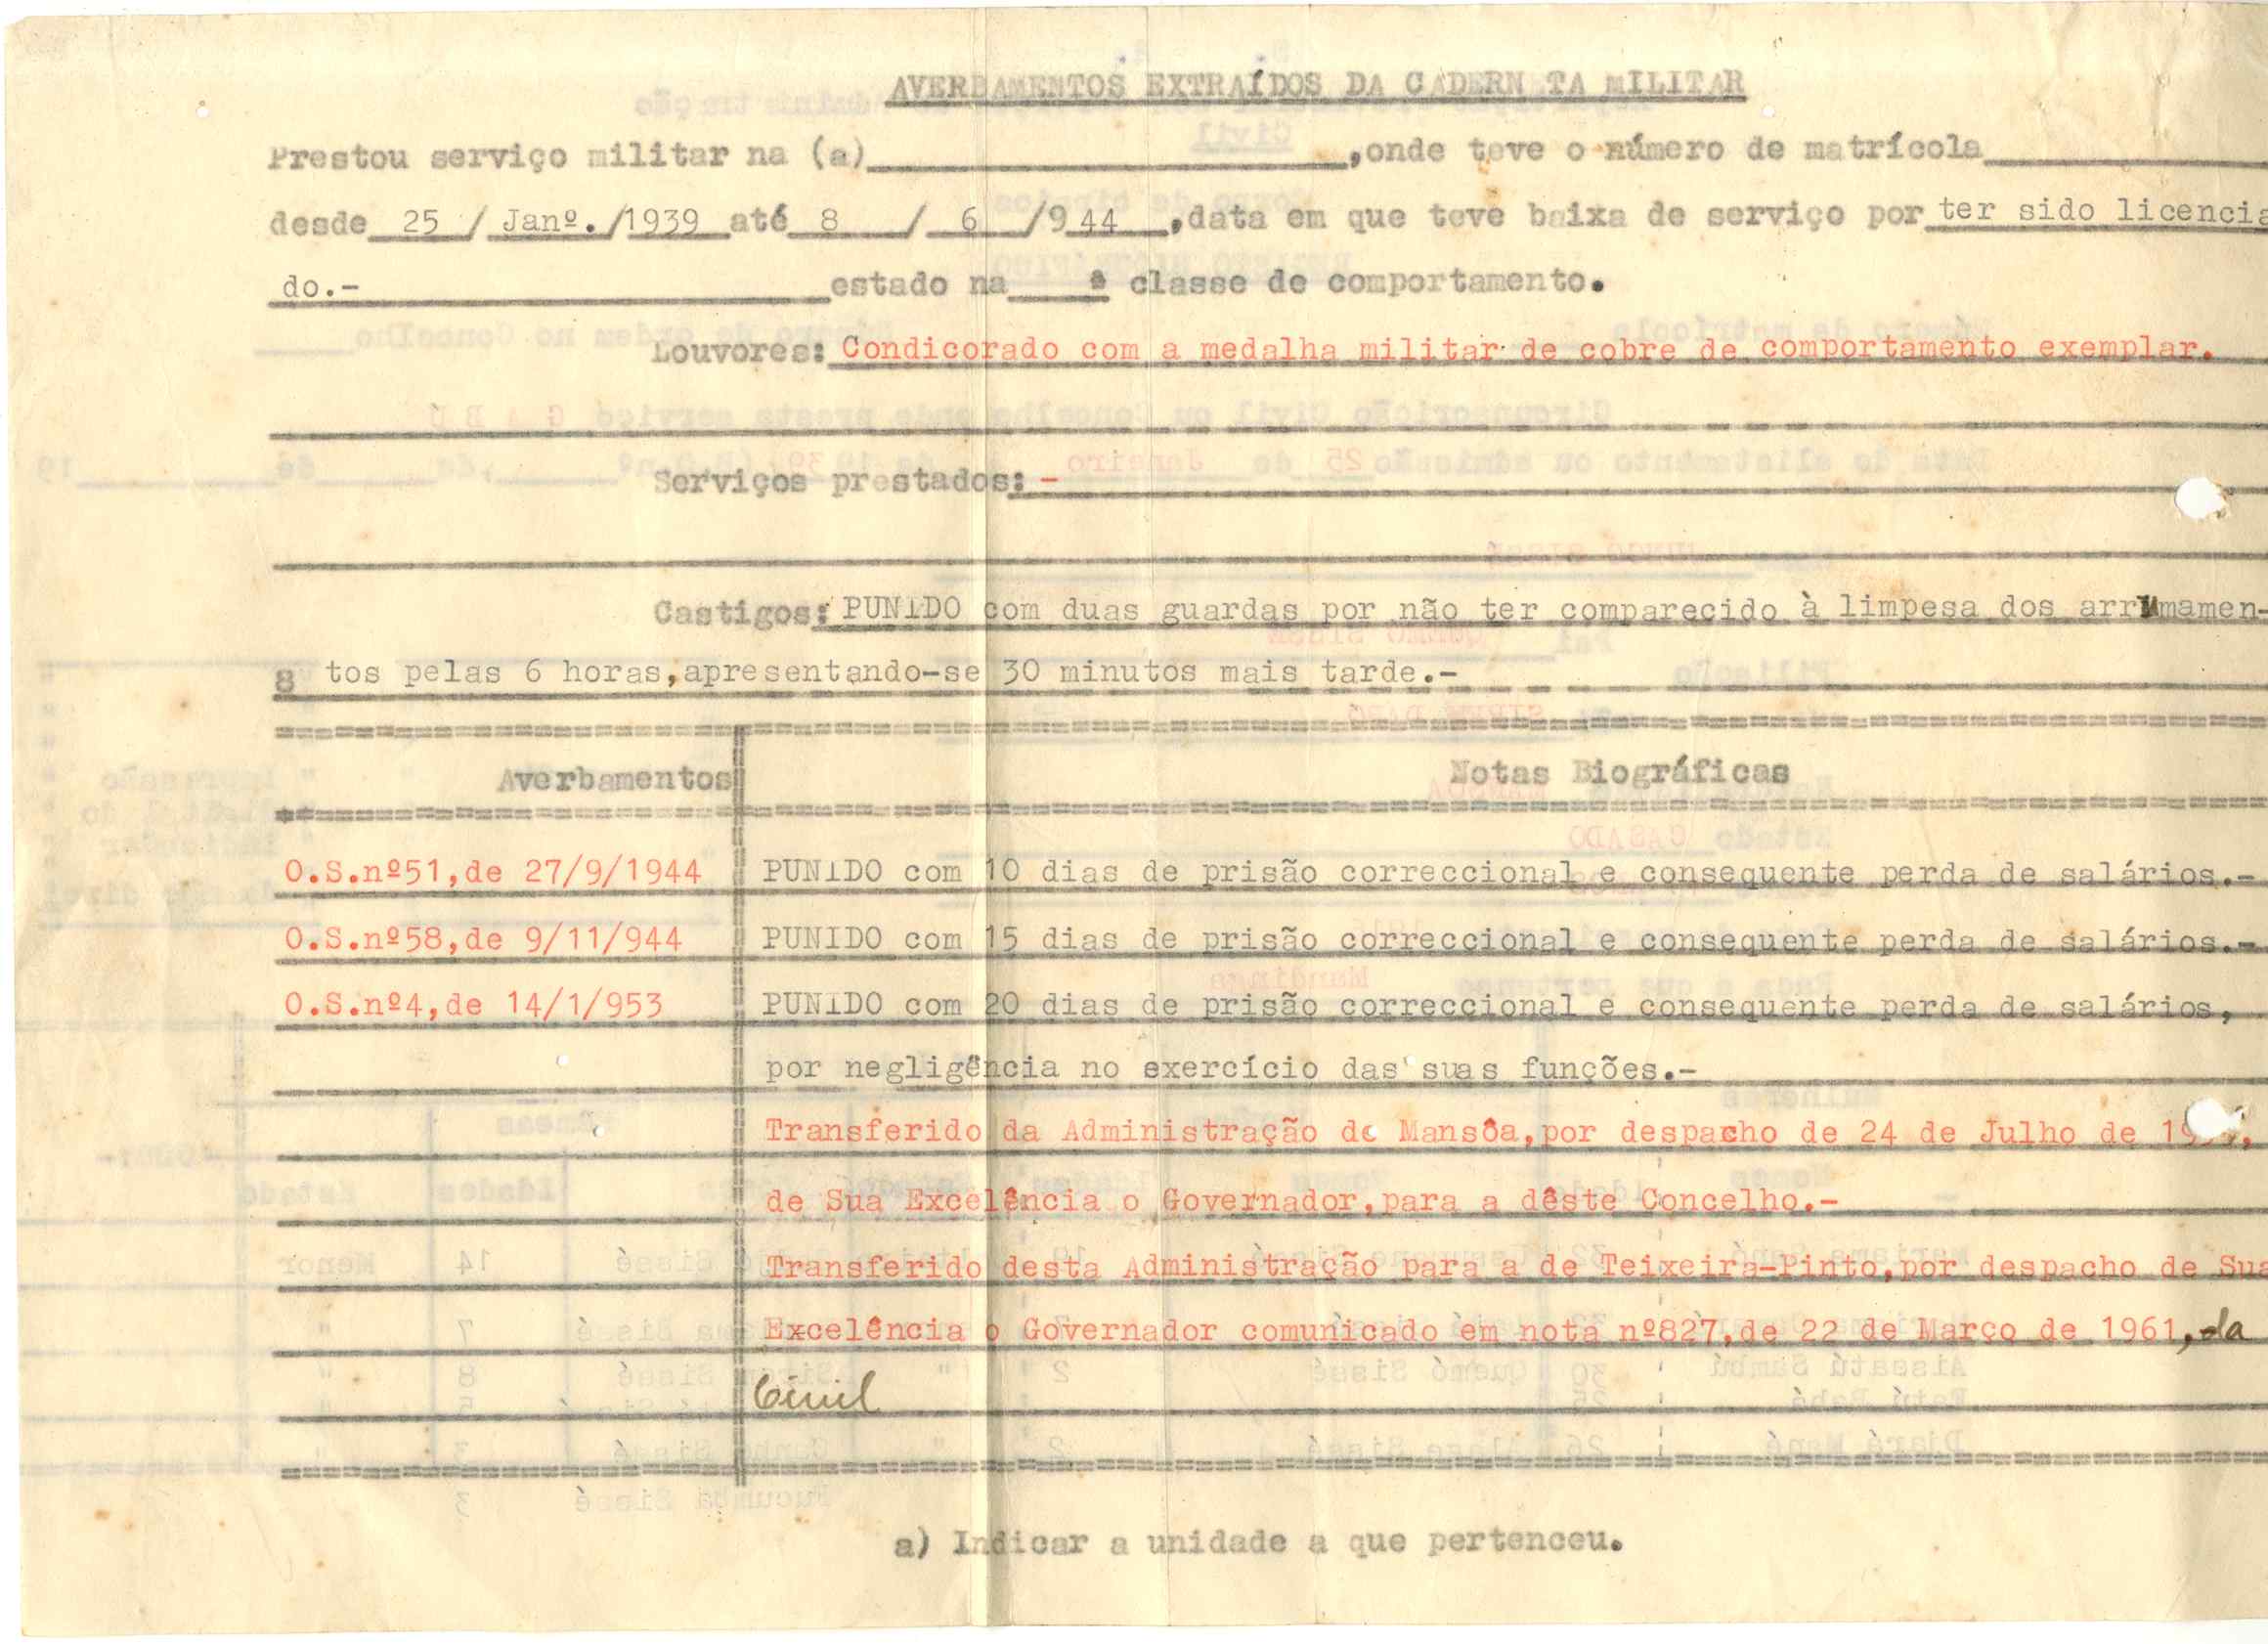 AVERBAMENTOS EXTRAÍDOS DA CADERN TA MILITAR
Prestou serviço militar na (a)____,onde teve o número de matrícola____
desde 25 / Janº. /1939 até 8 / 6 /944 ,data em que teve baixa de serviço por ter sido licencia
do.- estado na ª classe de comportamento.
Louvores: Condicorado com a medalha militar de cobre de comportamento exemplar.
Serviços prestados: -
Castigos: PUNIDO com duas guardas por não ter comparecido à limpesa dos arrumamen-
8 tos pelas 6 horas,apresentando-se 30 minutos mais tarde.-
Averbamentos Notas Biográficas
O.S.nº51,de 27/9/1944 PUNIDO com 10 dias de prisão correccional e consequente perda de salários.-
O.S.nº58,de 9/11/944 PUNIDO com 15 dias de prisão correccional e consequente perda de salários.-
O.S.nº4,de 14/1/953 PUNIDO com 20 dias de prisão correccional e consequente perda de salários,
por negligência no exercício das suas funções.-
Transferido da Administração de Mansôa,por despacho de 24 de Julho de
de Sua Excelência o Governador,para a dêste Concelho.-
Transferido desta Administração para a de Teixeira-Pinto,por despacho de Sua
Excelência o Governador comunicado em nota nº827,de 22 de Março de 1961, da
Civil
a) Indicar a unidade a que pertenceu.